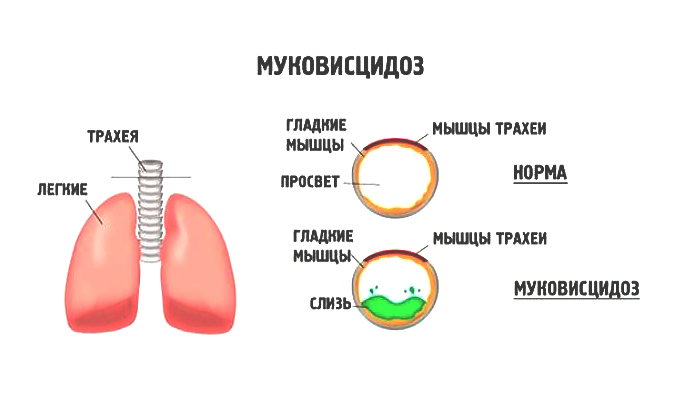 МУКОВИСЦИДОЗ
ТРАХЕЯ
ЛЕГКИЕ
ГЛАДКИЕ
МЫШЦЫ
МЫШЦЫ ТРАХЕИ
ПРОСВЕТ
НОРМА
ГЛАДКИЕ
МЫШЦЫ
МЫШЦЫ ТРАХЕИ
СЛИЗЬ
МУКОВИСЦИДОЗ